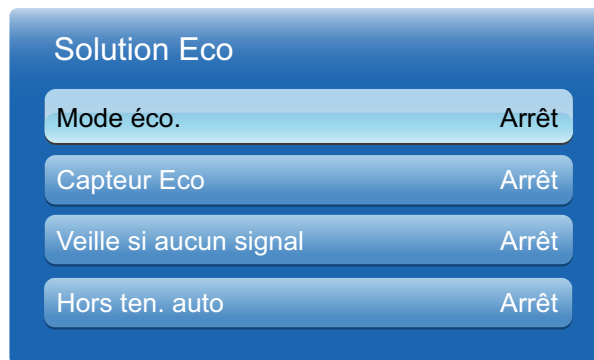 Solution Eco
Mode éco. Arrêt
Capteur Eco Arrêt
Veille si aucun signal Arrêt
Hors ten. auto Arrêt